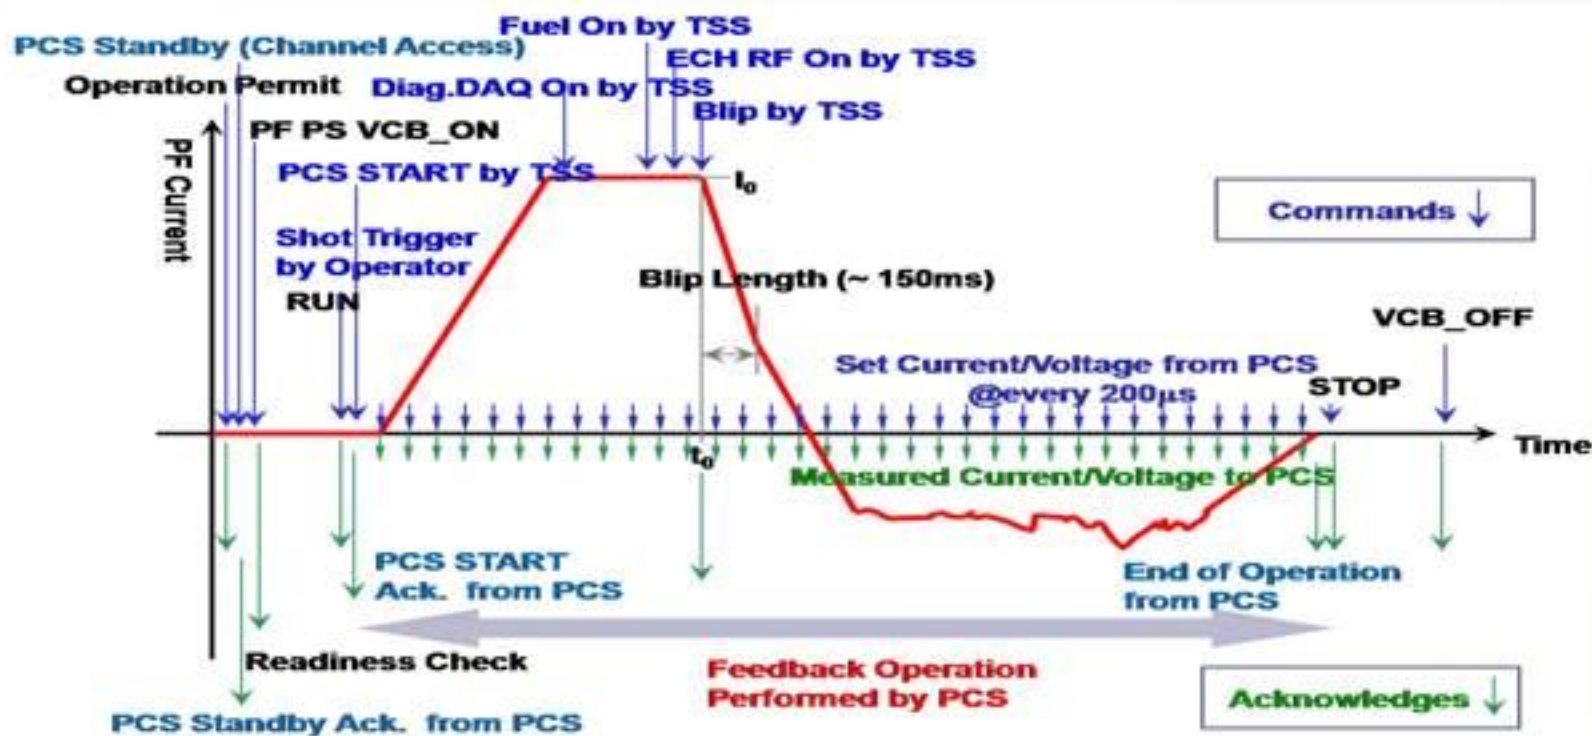 Fuel On by TSS
PCS Standby (Channel Access)
ECH RF On by TSS
Operation Permit
Diag.DAQ On by TSS
Blip by TSS
PF PS VCB_ON
PF Current
PCS START by TSS
I₀
Commands
Shot Trigger
by Operator
Blip Length (~ 150ms)
RUN
VCB_OFF
Set Current/Voltage from PCS
@every 200μs
STOP
Time
t₀
Measured Current/Voltage to PCS
PCS START
Ack. from PCS
End of Operation
from PCS
Readiness Check
Feedback Operation
Performed by PCS
Acknowledges
PCS Standby Ack. from PCS